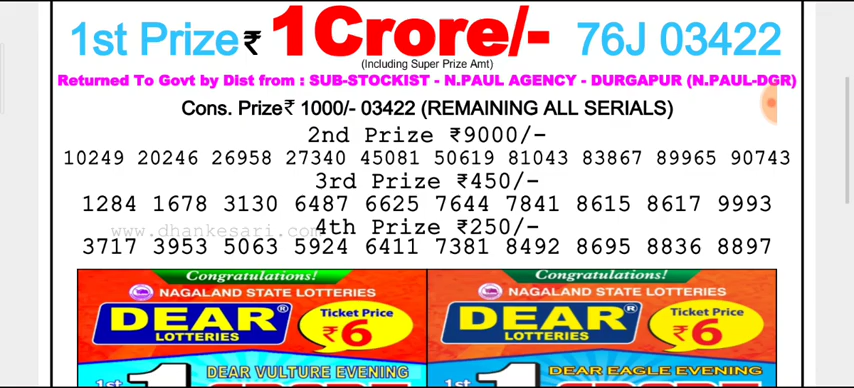 1st Prize ₹ 1Crore/- 76J 03422
(Including Super Prize Amt)
Returned To Govt by Dist from : SUB-STOCKIST - N.PAUL AGENCY - DURGAPUR (N.PAUL-DGR)
Cons. Prize₹ 1000/- 03422 (REMAINING ALL SERIALS)
2nd Prize ₹9000/-
10249 20246 26958 27340 45081 50619 81043 83867 89965 90743
3rd Prize ₹450/-
1284 1678 3130 6487 6625 7644 7841 8615 8617 9993
www.dhankesari.com
4th Prize ₹250/-
3717 3953 5063 5924 6411 7381 8492 8695 8836 8897
Congratulations!
NAGALAND STATE LOTTERIES
DEAR®
LOTTERIES
Ticket Price
₹6
DEAR VULTURE EVENING
1st 1
Congratulations!
NAGALAND STATE LOTTERIES
DEAR®
LOTTERIES
Ticket Price
₹6
DEAR EAGLE EVENING
1st 1